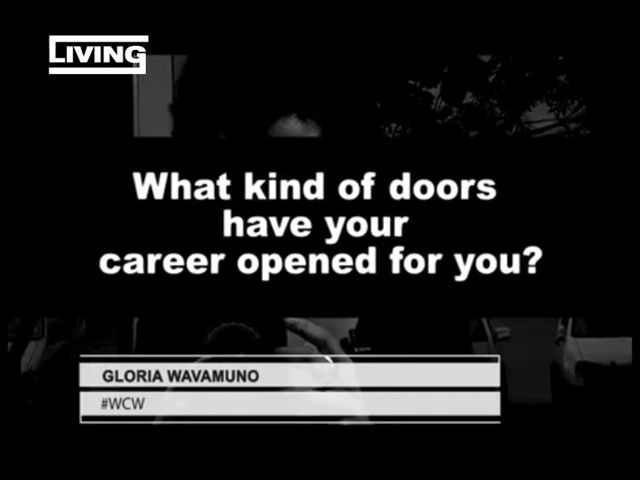 LIVING
What kind of doors
have your
career opened for you?
GLORIA WAVAMUNO
#WCW